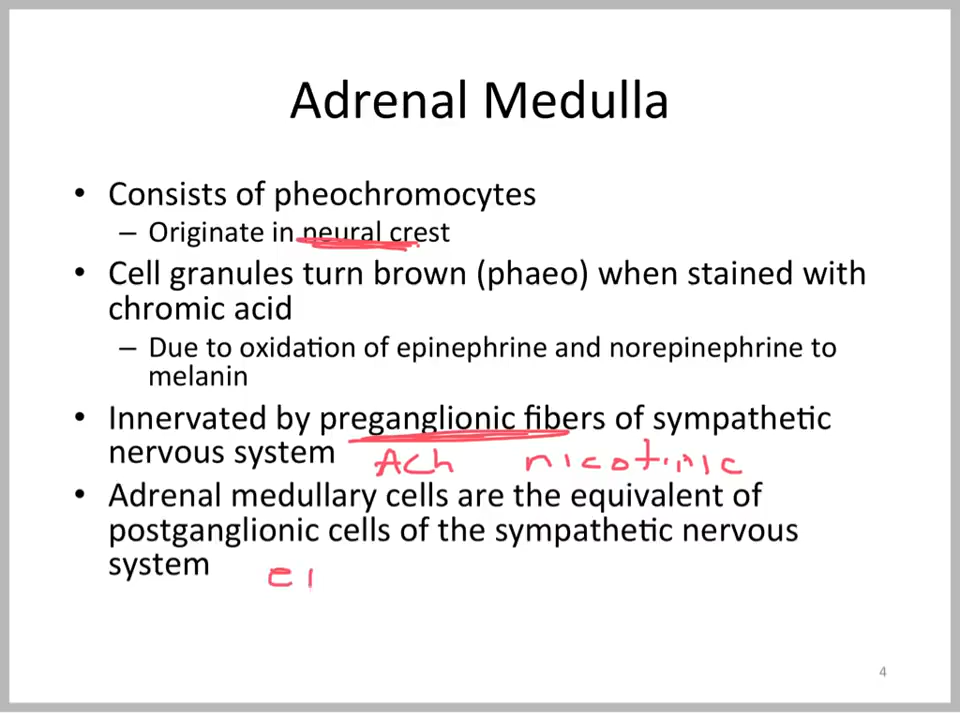 Adrenal Medulla
• Consists of pheochromocytes
– Originate in neural crest
• Cell granules turn brown (phaeo) when stained with
chromic acid
– Due to oxidation of epinephrine and norepinephrine to
melanin
• Innervated by preganglionic fibers of sympathetic
nervous system
ACh nicotinic
• Adrenal medullary cells are the equivalent of
postganglionic cells of the sympathetic nervous
system
4